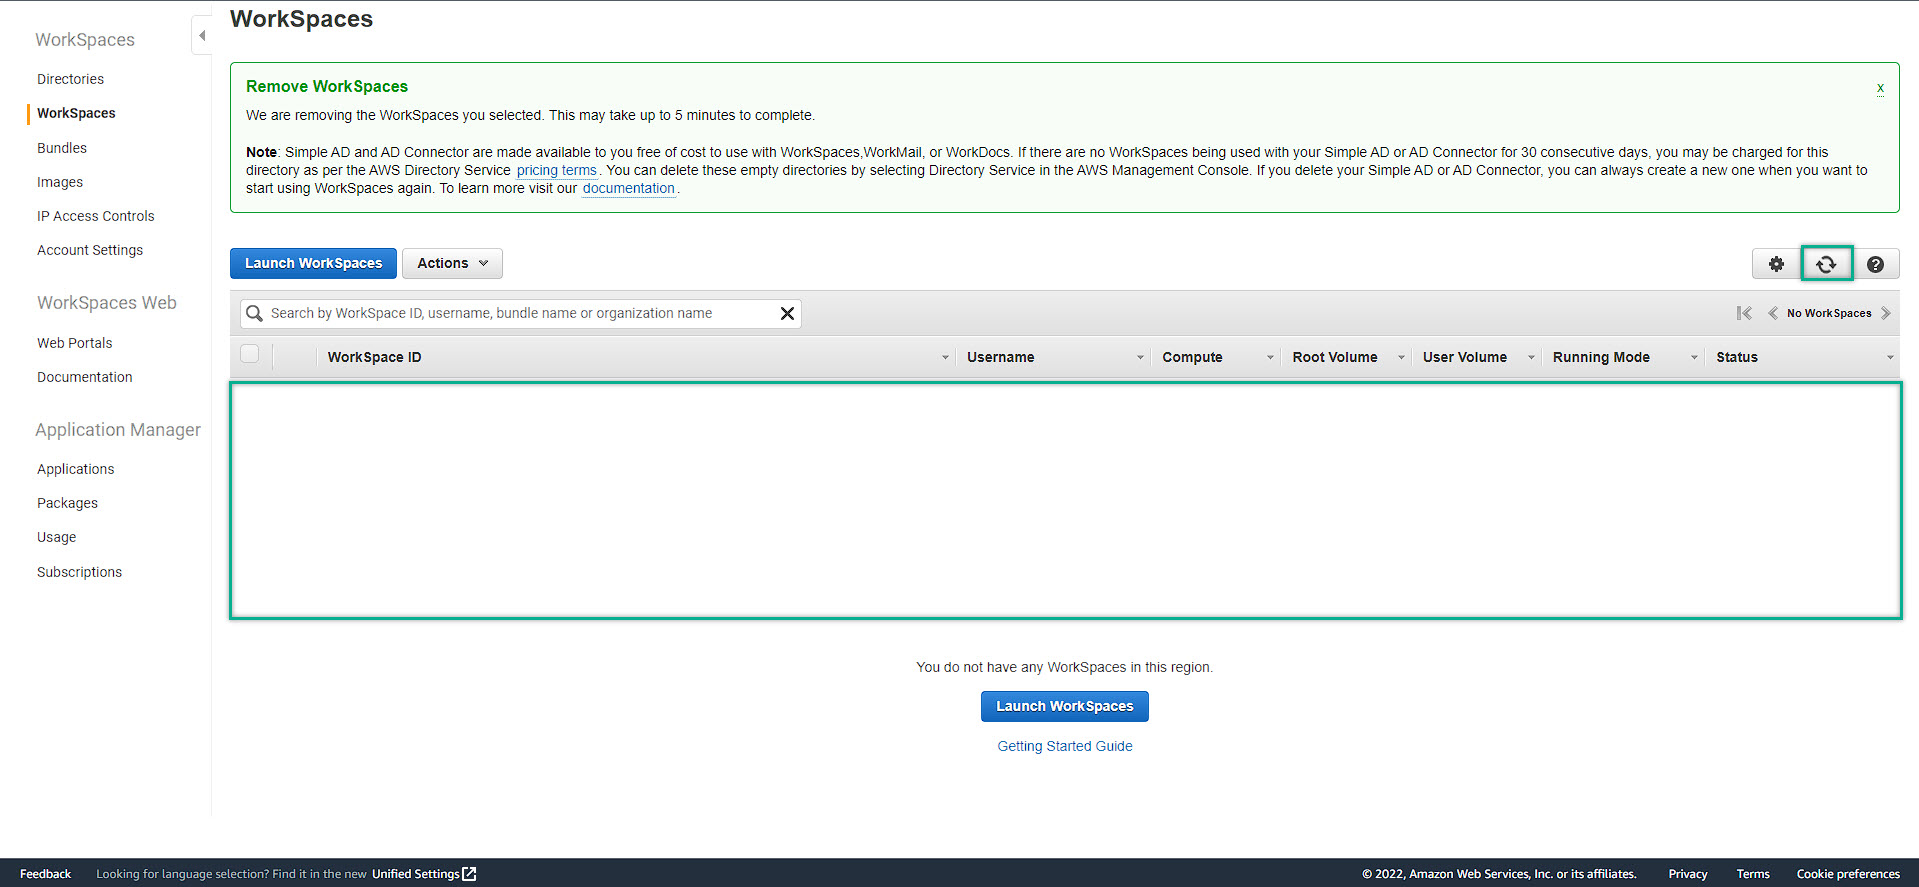 WorkSpaces
Directories
WorkSpaces
Bundles
Images
IP Access Controls
Account Settings
WorkSpaces Web
Web Portals
Documentation
Application Manager
Applications
Packages
Usage
Subscriptions
WorkSpaces
Remove WorkSpaces
x
We are removing the WorkSpaces you selected. This may take up to 5 minutes to complete.
Note: Simple AD and AD Connector are made available to you free of cost to use with WorkSpaces,WorkMail, or WorkDocs. If there are no WorkSpaces being used with your Simple AD or AD Connector for 30 consecutive days, you may be charged for this
directory as per the AWS Directory Service pricing terms. You can delete these empty directories by selecting Directory Service in the AWS Management Console. If you delete your Simple AD or AD Connector, you can always create a new one when you want to
start using WorkSpaces again. To learn more visit our documentation.
Launch WorkSpaces Actions
Search by WorkSpace ID, username, bundle name or organization name
No WorkSpaces
WorkSpace ID Username Compute Root Volume User Volume Running Mode Status
You do not have any WorkSpaces in this region.
Launch WorkSpaces
Getting Started Guide
Feedback Looking for language selection? Find it in the new Unified Settings © 2022, Amazon Web Services, Inc. or its affiliates. Privacy Terms Cookie preferences